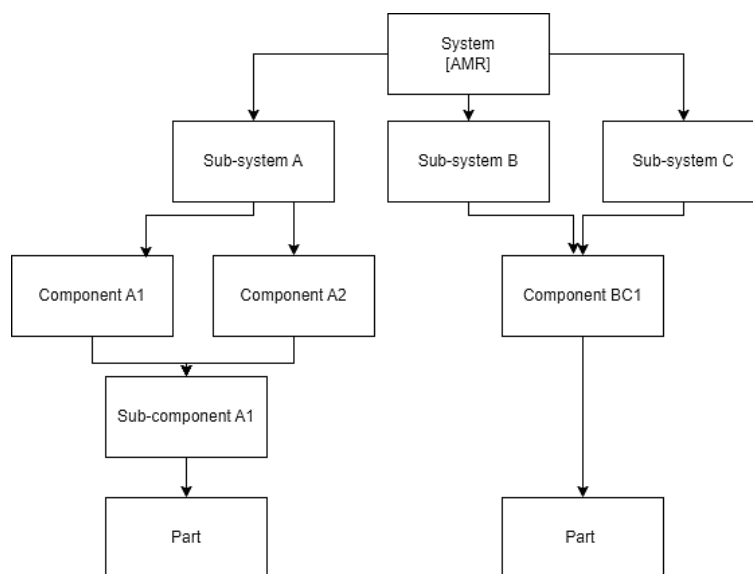 System
[AMR]
Sub-system A
Sub-system B
Sub-system C
Component A1
Component A2
Component BC1
Sub-component A1
Part
Part